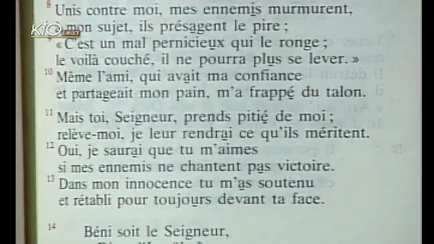 8 Unis contre moi, mes ennemis murmurent,
mon sujet, ils présagent le pire ;
9 « C'est un mal pernicieux qui le ronge ;
le voilà couché, il ne pourra plus se lever. »
10 Même l'ami, qui avait ma confiance
et partageait mon pain, m'a frappé du talon.
11 Mais toi, Seigneur, prends pitié de moi ;
relève-moi, je leur rendrai ce qu'ils méritent.
12 Oui, je saurai que tu m'aimes
si mes ennemis ne chantent pas victoire.
13 Dans mon innocence tu m'as soutenu
et rétabli pour toujours devant ta face.
14 Béni soit le Seigneur,
KTO